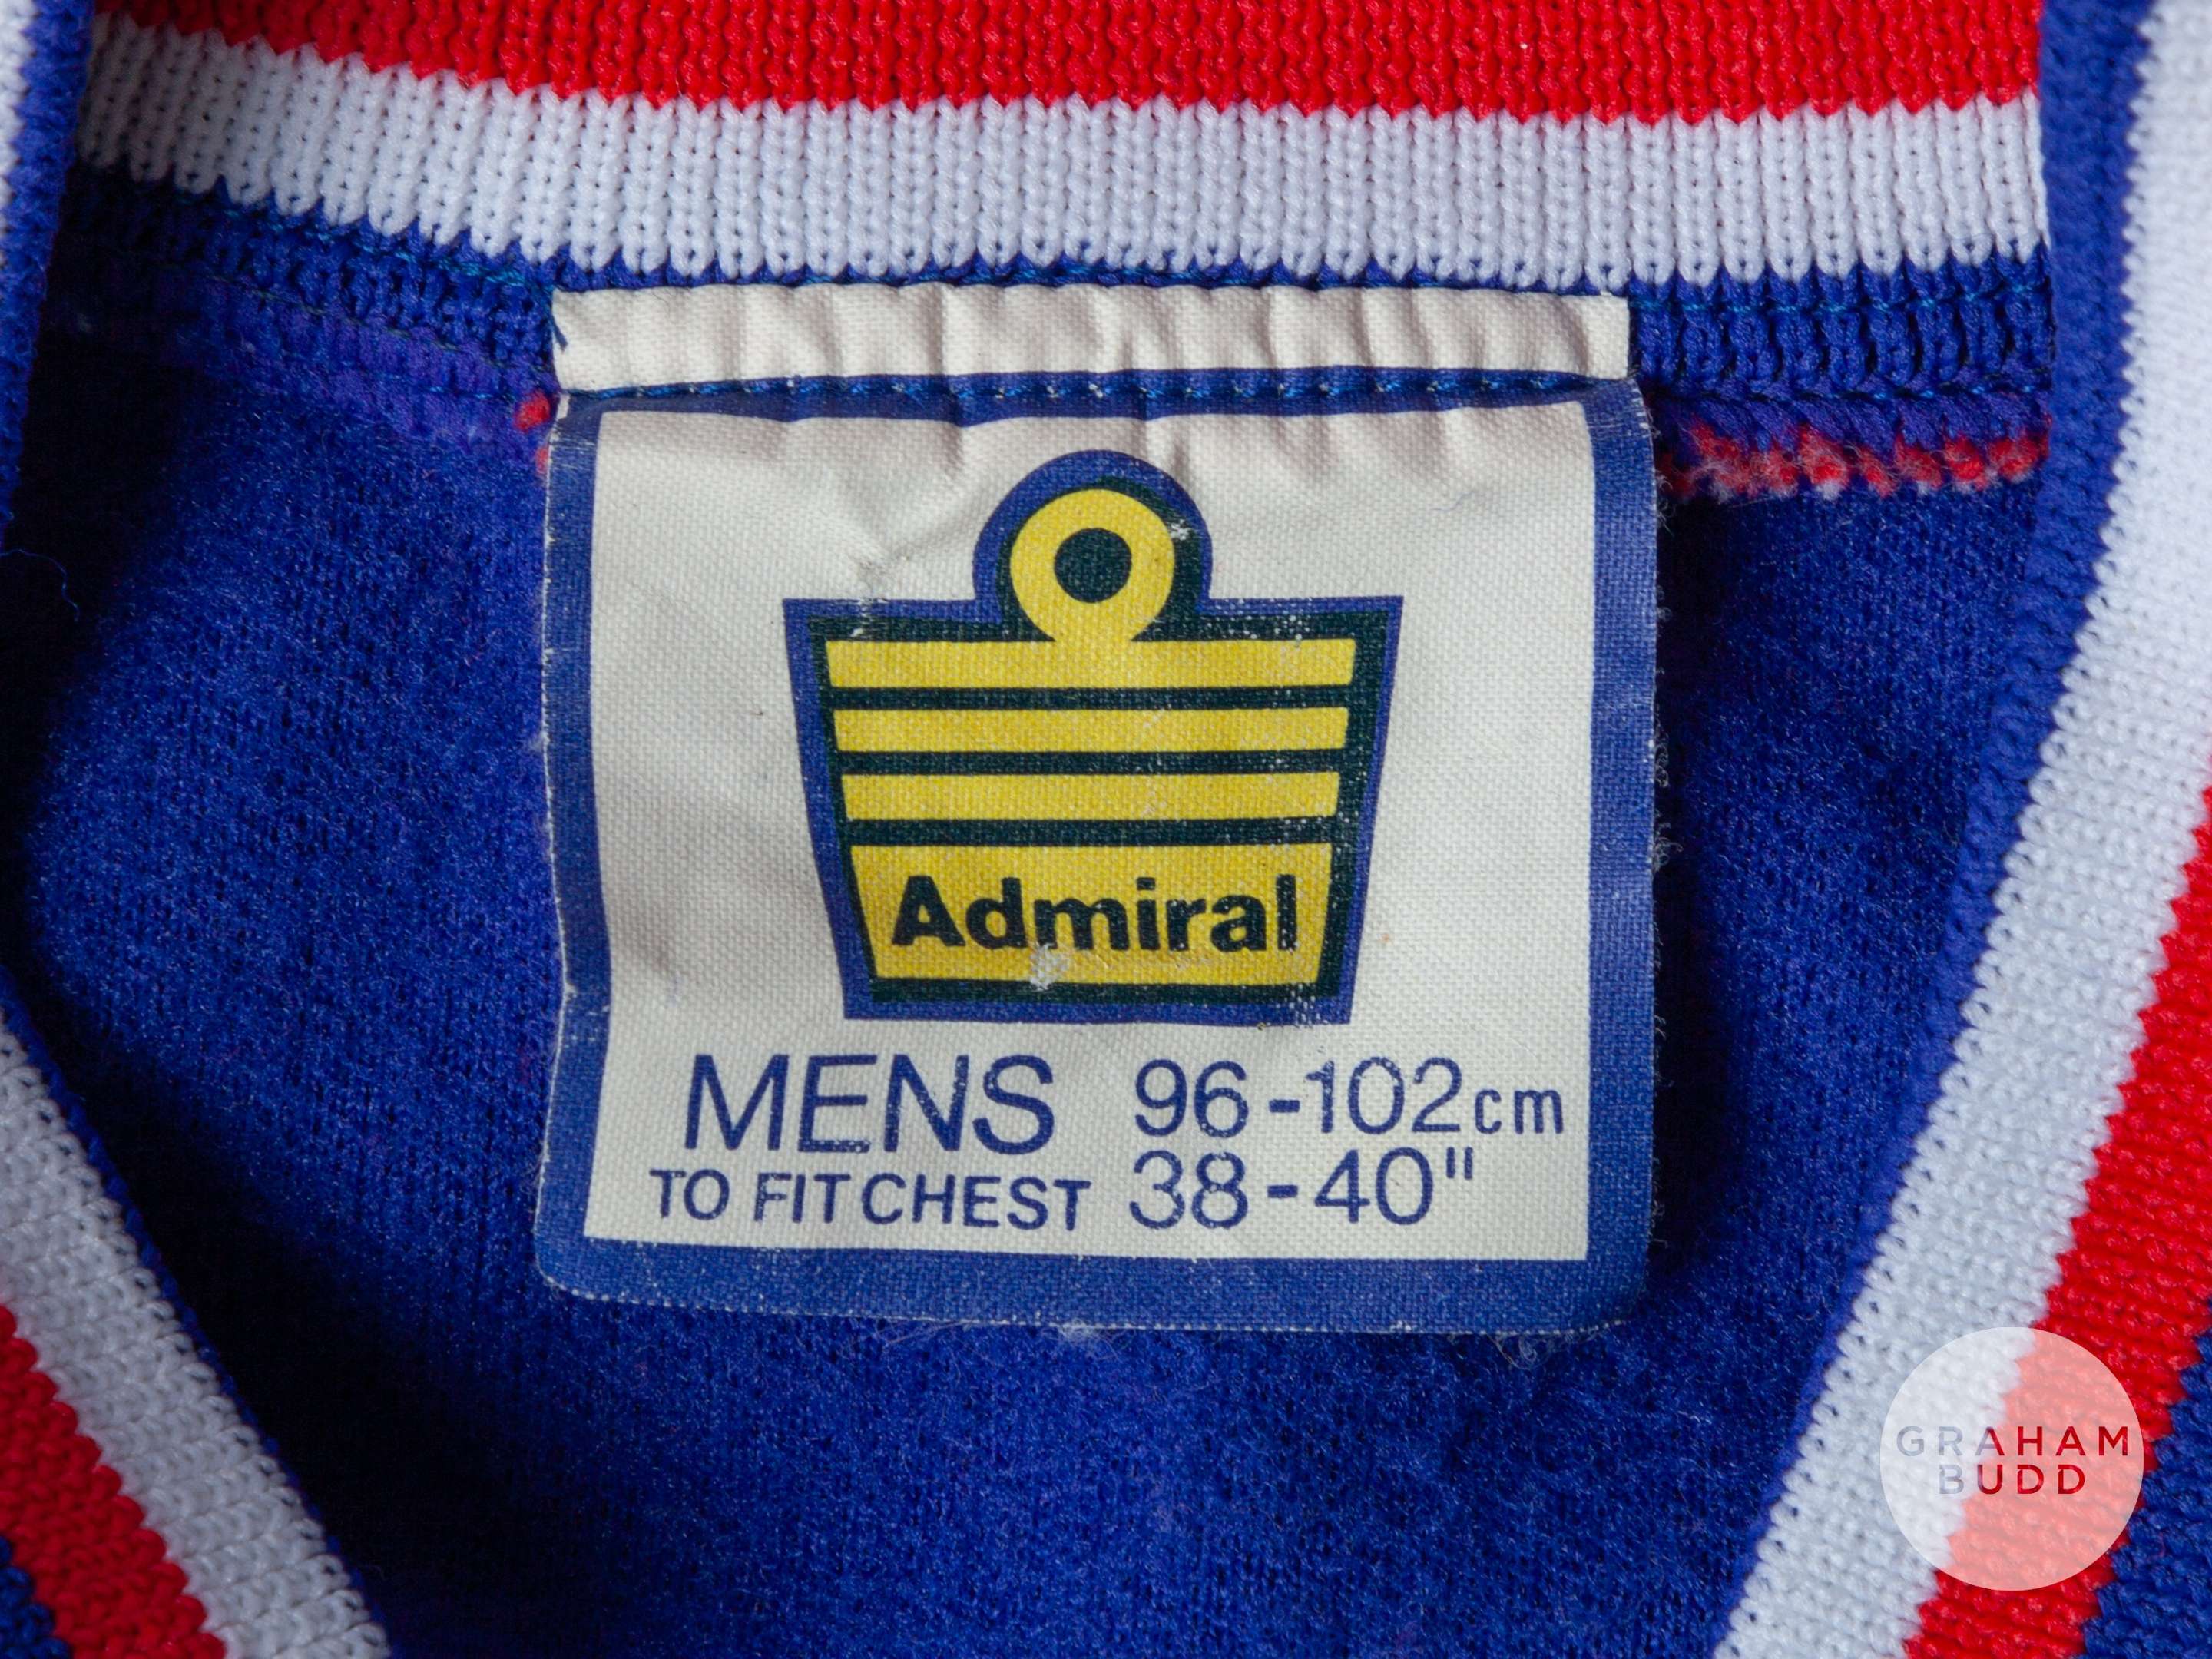 Admiral
MENS 96-102cm
TO FIT CHEST 38-40"
GRAHAM
BUDD